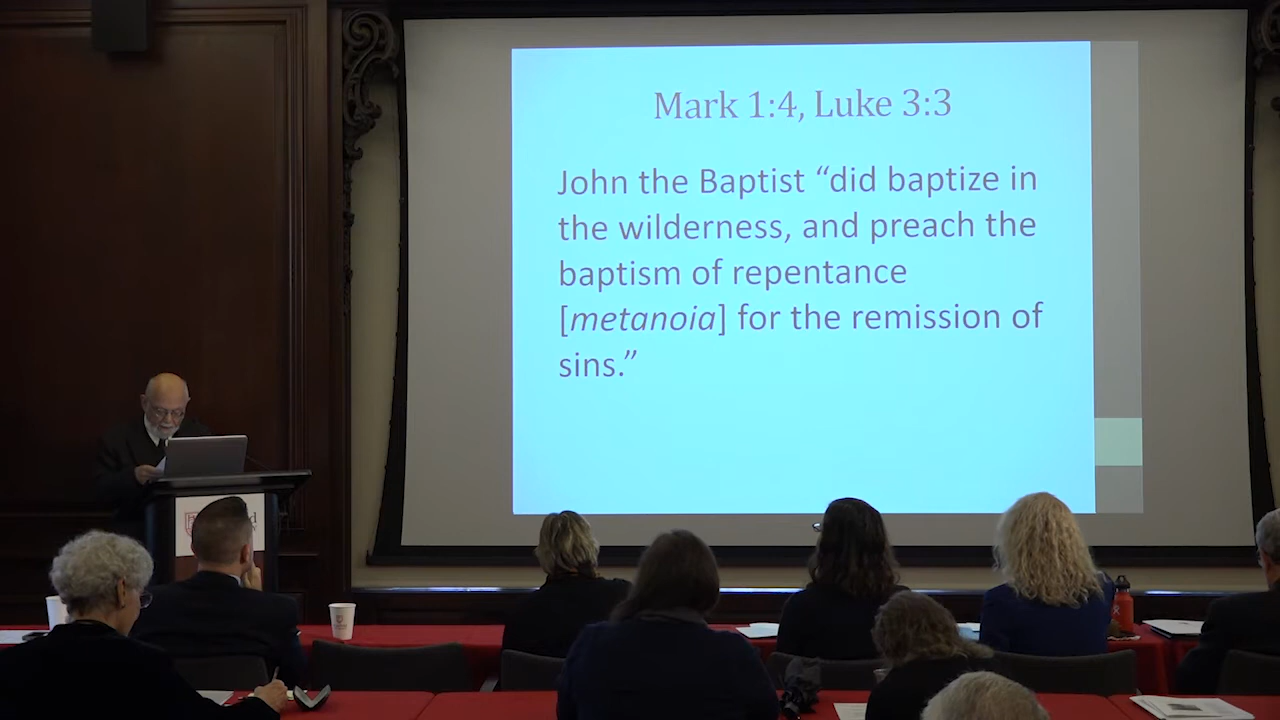 Mark 1:4, Luke 3:3
John the Baptist “did baptize in
the wilderness, and preach the
baptism of repentance
[metanoia] for the remission of
sins.”